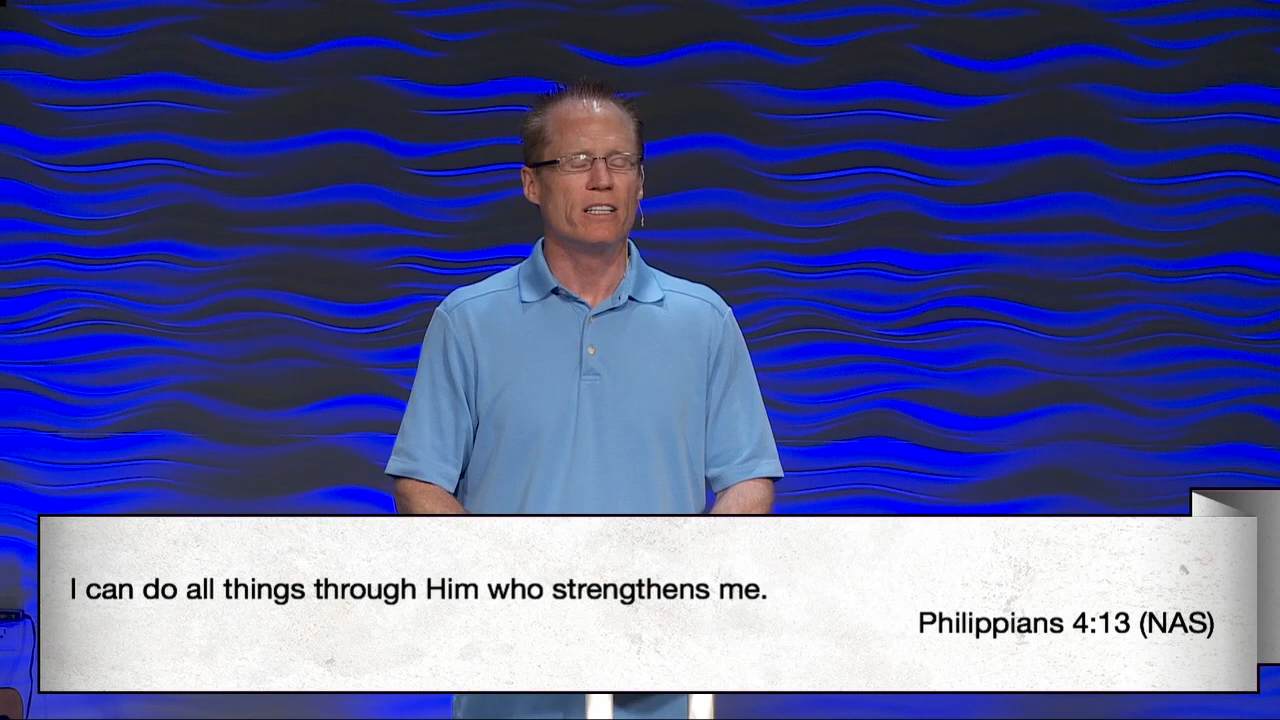 I can do all things through Him who strengthens me.
Philippians 4:13 (NAS)